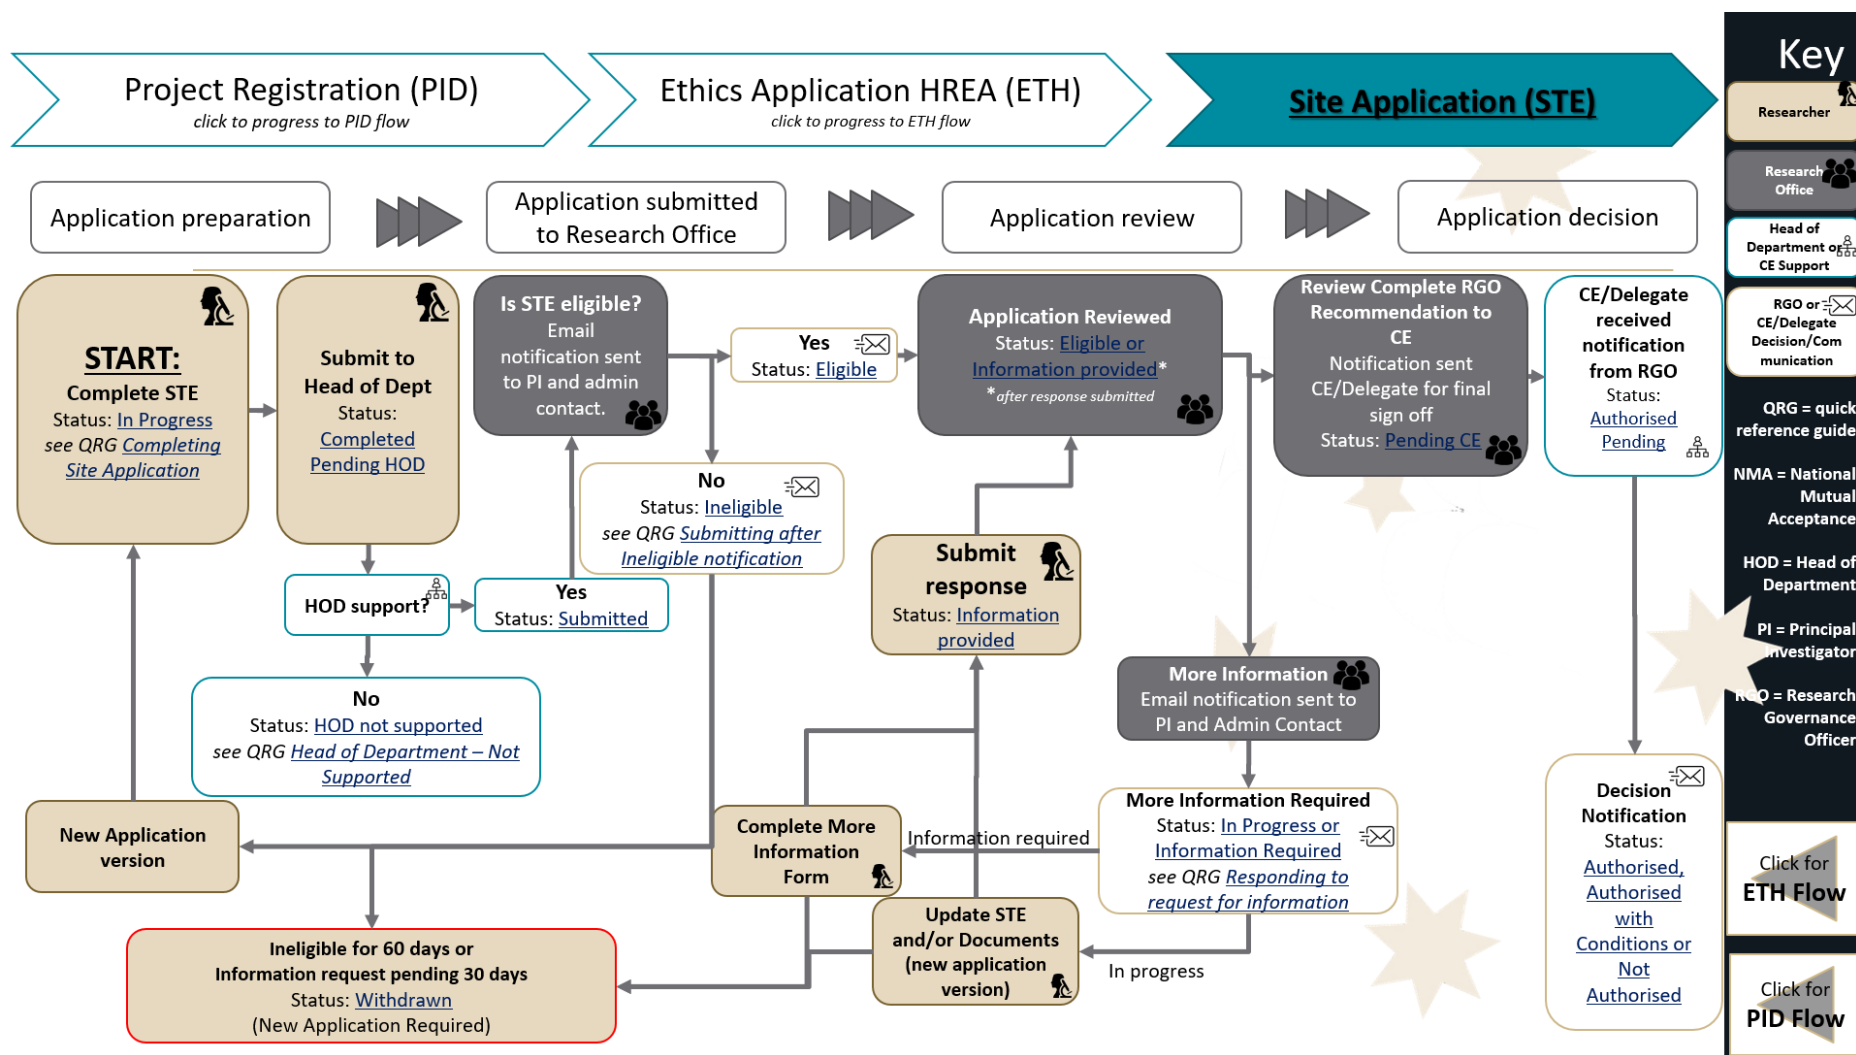 Project Registration (PID)
click to progress to PID flow
Ethics Application HREA (ETH)
click to progress to ETH flow
Site Application (STE)
Application preparation
Application submitted
to Research Office
Application review
Application decision
START:
Complete STE
Status: In Progress
see QRG Completing
Site Application
Submit to
Head of Dept
Status:
Completed
Pending HOD
HOD support?
Yes
Status: Submitted
No
Status: HOD not supported
see QRG Head of Department – Not
Supported
New Application
version
Is STE eligible?
Email
notification sent
to PI and admin
contact.
Yes
Status: Eligible
No
Status: Ineligible
see QRG Submitting after
Ineligible notification
Ineligible for 60 days or
Information request pending 30 days
Status: Withdrawn
(New Application Required)
Application Reviewed
Status: Eligible or
Information provided*
*after response submitted
Submit
response
Status: Information
provided
Complete More
Information
Form
Information required
Update STE
and/or Documents
(new application
version)
In progress
More Information
Email notification sent to
PI and Admin Contact
More Information Required
Status: In Progress or
Information Required
see QRG Responding to
request for information
Review Complete RGO
Recommendation to
CE
Notification sent
CE/Delegate for final
sign off
Status: Pending CE
CE/Delegate
received
notification
from RGO
Status:
Authorised
Pending
Decision
Notification
Status:
Authorised,
Authorised
with
Conditions or
Not
Authorised
Key
Researcher
Research
Office
Head of
Department or
CE Support
RGO or
CE/Delegate
Decision/Com
munication
QRG = quick
reference guide
NMA = National
Mutual
Acceptance
HOD = Head of
Department
PI = Principal
Investigator
RGO = Research
Governance
Officer
Click for
ETH Flow
Click for
PID Flow